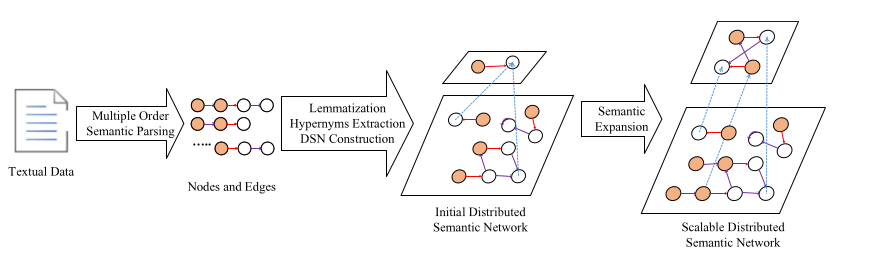 Textual Data
Multiple Order
Semantic Parsing
.....
Nodes and Edges
Lemmatization
Hypernyms Extraction
DSN Construction
Initial Distributed
Semantic Network
Semantic
Expansion
Scalable Distributed
Semantic Network